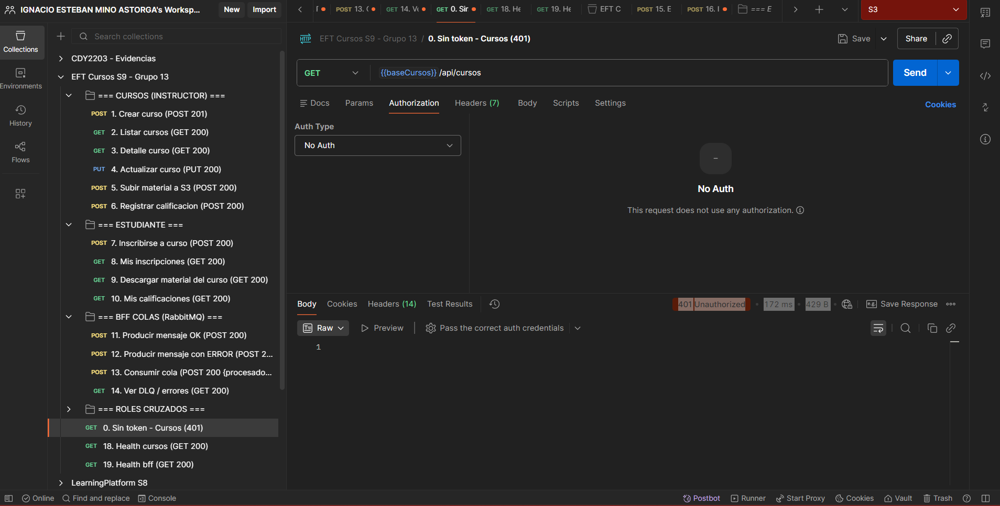 IGNACIO ESTEBAN MINO ASTORGA's Worksp...
New
Import
POST 13. (
GET 14. V
GET 0. Sir
GET 18. He
GET 19. He
EFT C
POST 15. E
POST 16. I
=== E
S3
Collections
Environments
History
Flows
Search collections
CDY2203 - Evidencias
EFT Cursos S9 - Grupo 13
=== CURSOS (INSTRUCTOR) ===
POST 1. Crear curso (POST 201)
GET 2. Listar cursos (GET 200)
GET 3. Detalle curso (GET 200)
PUT 4. Actualizar curso (PUT 200)
POST 5. Subir material a S3 (POST 200)
POST 6. Registrar calificacion (POST 200)
=== ESTUDIANTE ===
POST 7. Inscribirse a curso (POST 200)
GET 8. Mis inscripciones (GET 200)
GET 9. Descargar material del curso (GET 200)
GET 10. Mis calificaciones (GET 200)
=== BFF COLAS (RabbitMQ) ===
POST 11. Producir mensaje OK (POST 200)
POST 12. Producir mensaje con ERROR (POST 2...
POST 13. Consumir cola (POST 200 {procesado...
GET 14. Ver DLQ / errores (GET 200)
=== ROLES CRUZADOS ===
GET 0. Sin token - Cursos (401)
GET 18. Health cursos (GET 200)
GET 19. Health bff (GET 200)
LearningPlatform S8
HTTP EFT Cursos S9 - Grupo 13 / 0. Sin token - Cursos (401)
Save
Share
GET
{{baseCursos}} /api/cursos
Send
Docs
Params
Authorization
Headers (7)
Body
Scripts
Settings
Cookies
Auth Type
No Auth
No Auth
This request does not use any authorization.
Body
Cookies
Headers (14)
Test Results
401 Unauthorized
172 ms
429 B
e.g. Save Response
Raw
Preview
Pass the correct auth credentials
1
Online
Find and replace
Console
Postbot
Runner
Start Proxy
Cookies
Vault
Trash